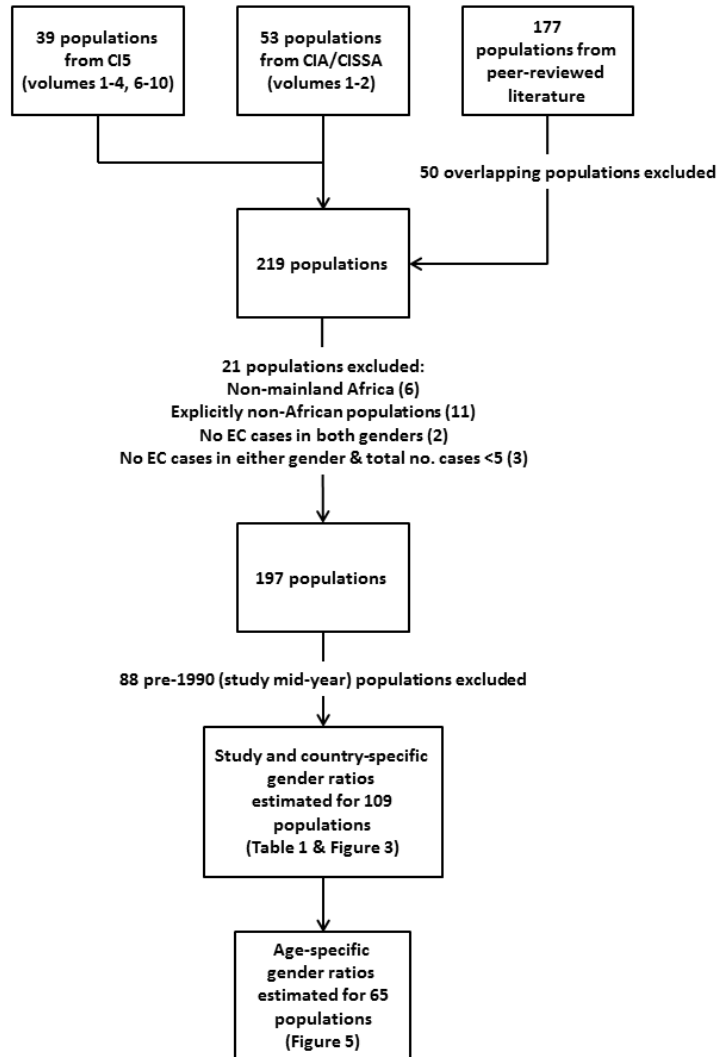 39 populations
from CI5
(volumes 1-4, 6-10)
53 populations
from CIA/CISSA
(volumes 1-2)
177
populations from
peer-reviewed
literature
50 overlapping populations excluded
219 populations
21 populations excluded:
Non-mainland Africa (6)
Explicitly non-African populations (11)
No EC cases in both genders (2)
No EC cases in either gender & total no. cases <5 (3)
197 populations
88 pre-1990 (study mid-year) populations excluded
Study and country-specific
gender ratios
estimated for 109
populations
(Table 1 & Figure 3)
Age-specific
gender ratios
estimated for 65
populations
(Figure 5)